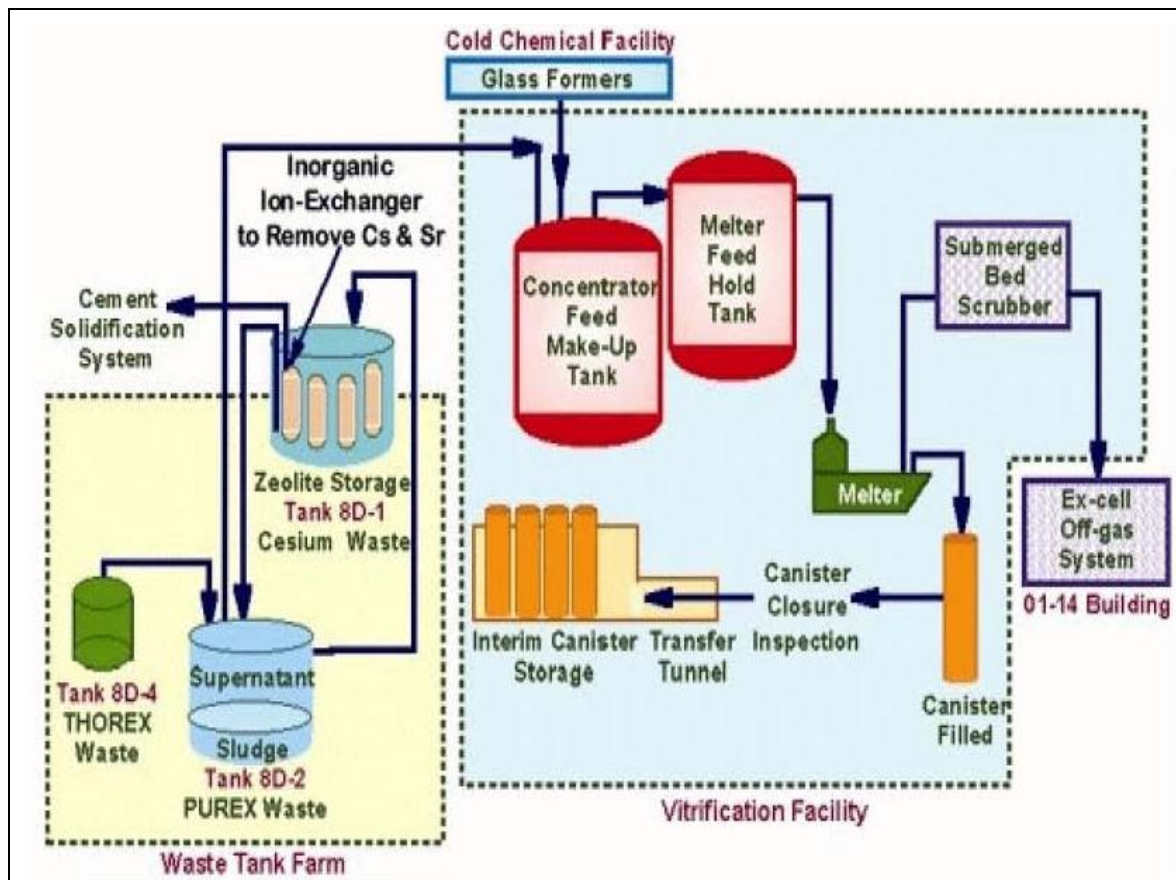 Cold Chemical Facility
Glass Formers
Inorganic
Ion-Exchanger
to Remove Cs & Sr
Cement
Solidification
System
Zeolite Storage
Tank 8D-1
Cesium Waste
Tank 8D-4
THOREX
Waste
Supernatant
Sludge
Tank 8D-2
PUREX Waste
Waste Tank Farm
Concentrator
Feed
Make-Up
Tank
Melter
Feed
Hold
Tank
Submerged
Bed
Scrubber
Melter
Ex-cell
Off-gas
System
01-14 Building
Canister
Closure
Inspection
Interim Canister
Storage
Transfer
Tunnel
Canister
Filled
Vitrification Facility